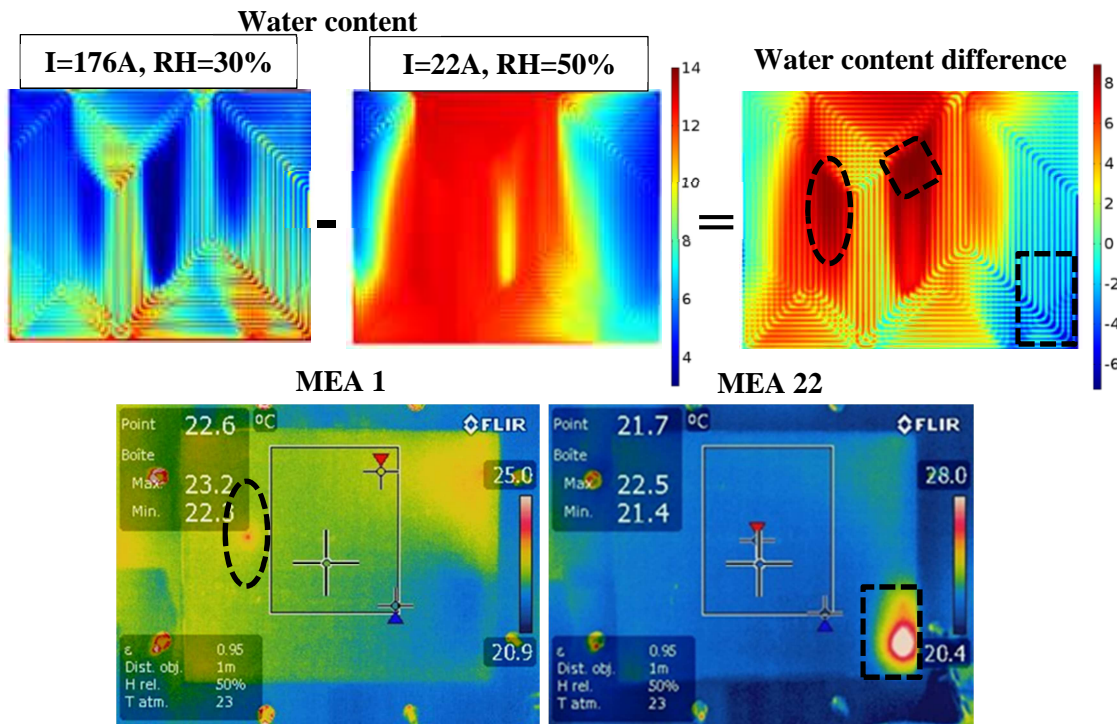 Water content
I=176A, RH=30%
I=22A, RH=50%
Water content difference
14
12
10
8
6
4
8
6
4
2
0
-2
-4
-6
-
=
MEA 1
MEA 22
Point 22.6 °C
Boîte
Max. 23.2
Min. 22.3
FLIR
25.0
20.9
ε 0.95
Dist. obj. 1m
H rel. 50%
T atm. 23
Point 21.7 °C
Boîte
Max 22.5
Min. 21.4
FLIR
28.0
20.4
ε 0.95
Dist. obj. 1m
H rel. 50%
T atm. 23